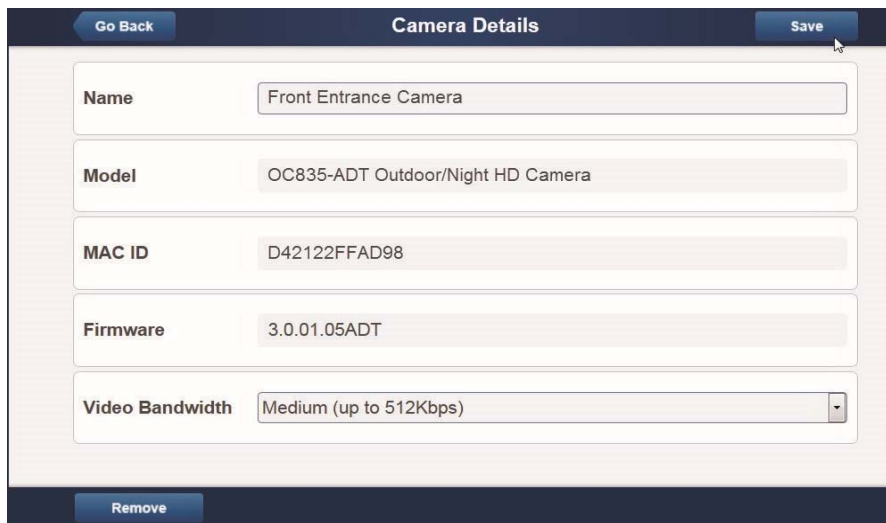 Go Back
Camera Details
Save
Name
Front Entrance Camera
Model
OC835-ADT Outdoor/Night HD Camera
MAC ID
D42122FFAD98
Firmware
3.0.01.05ADT
Video Bandwidth
Medium (up to 512Kbps)
Remove